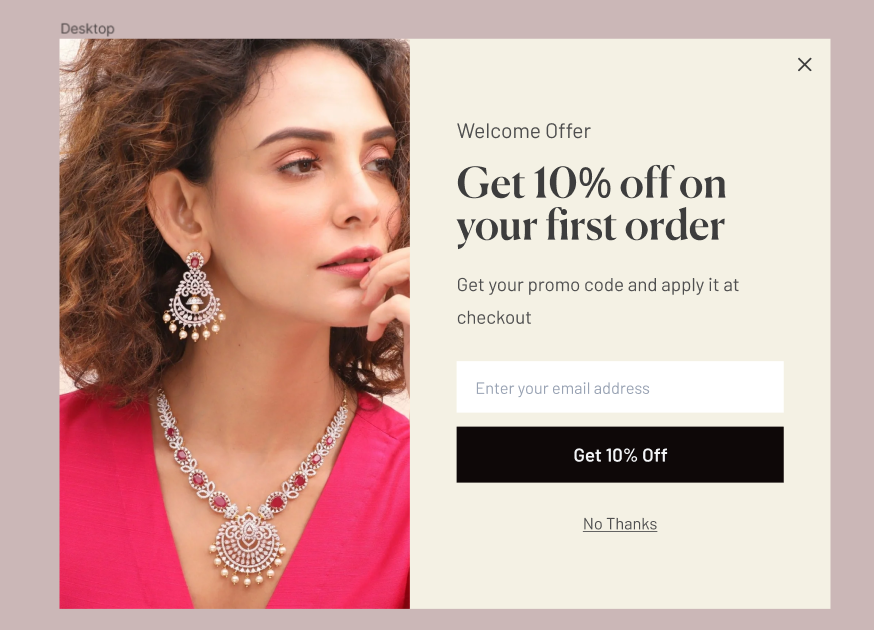 Desktop
Welcome Offer
Get 10% off on
your first order
Get your promo code and apply it at
checkout
Enter your email address
Get 10% Off
No Thanks